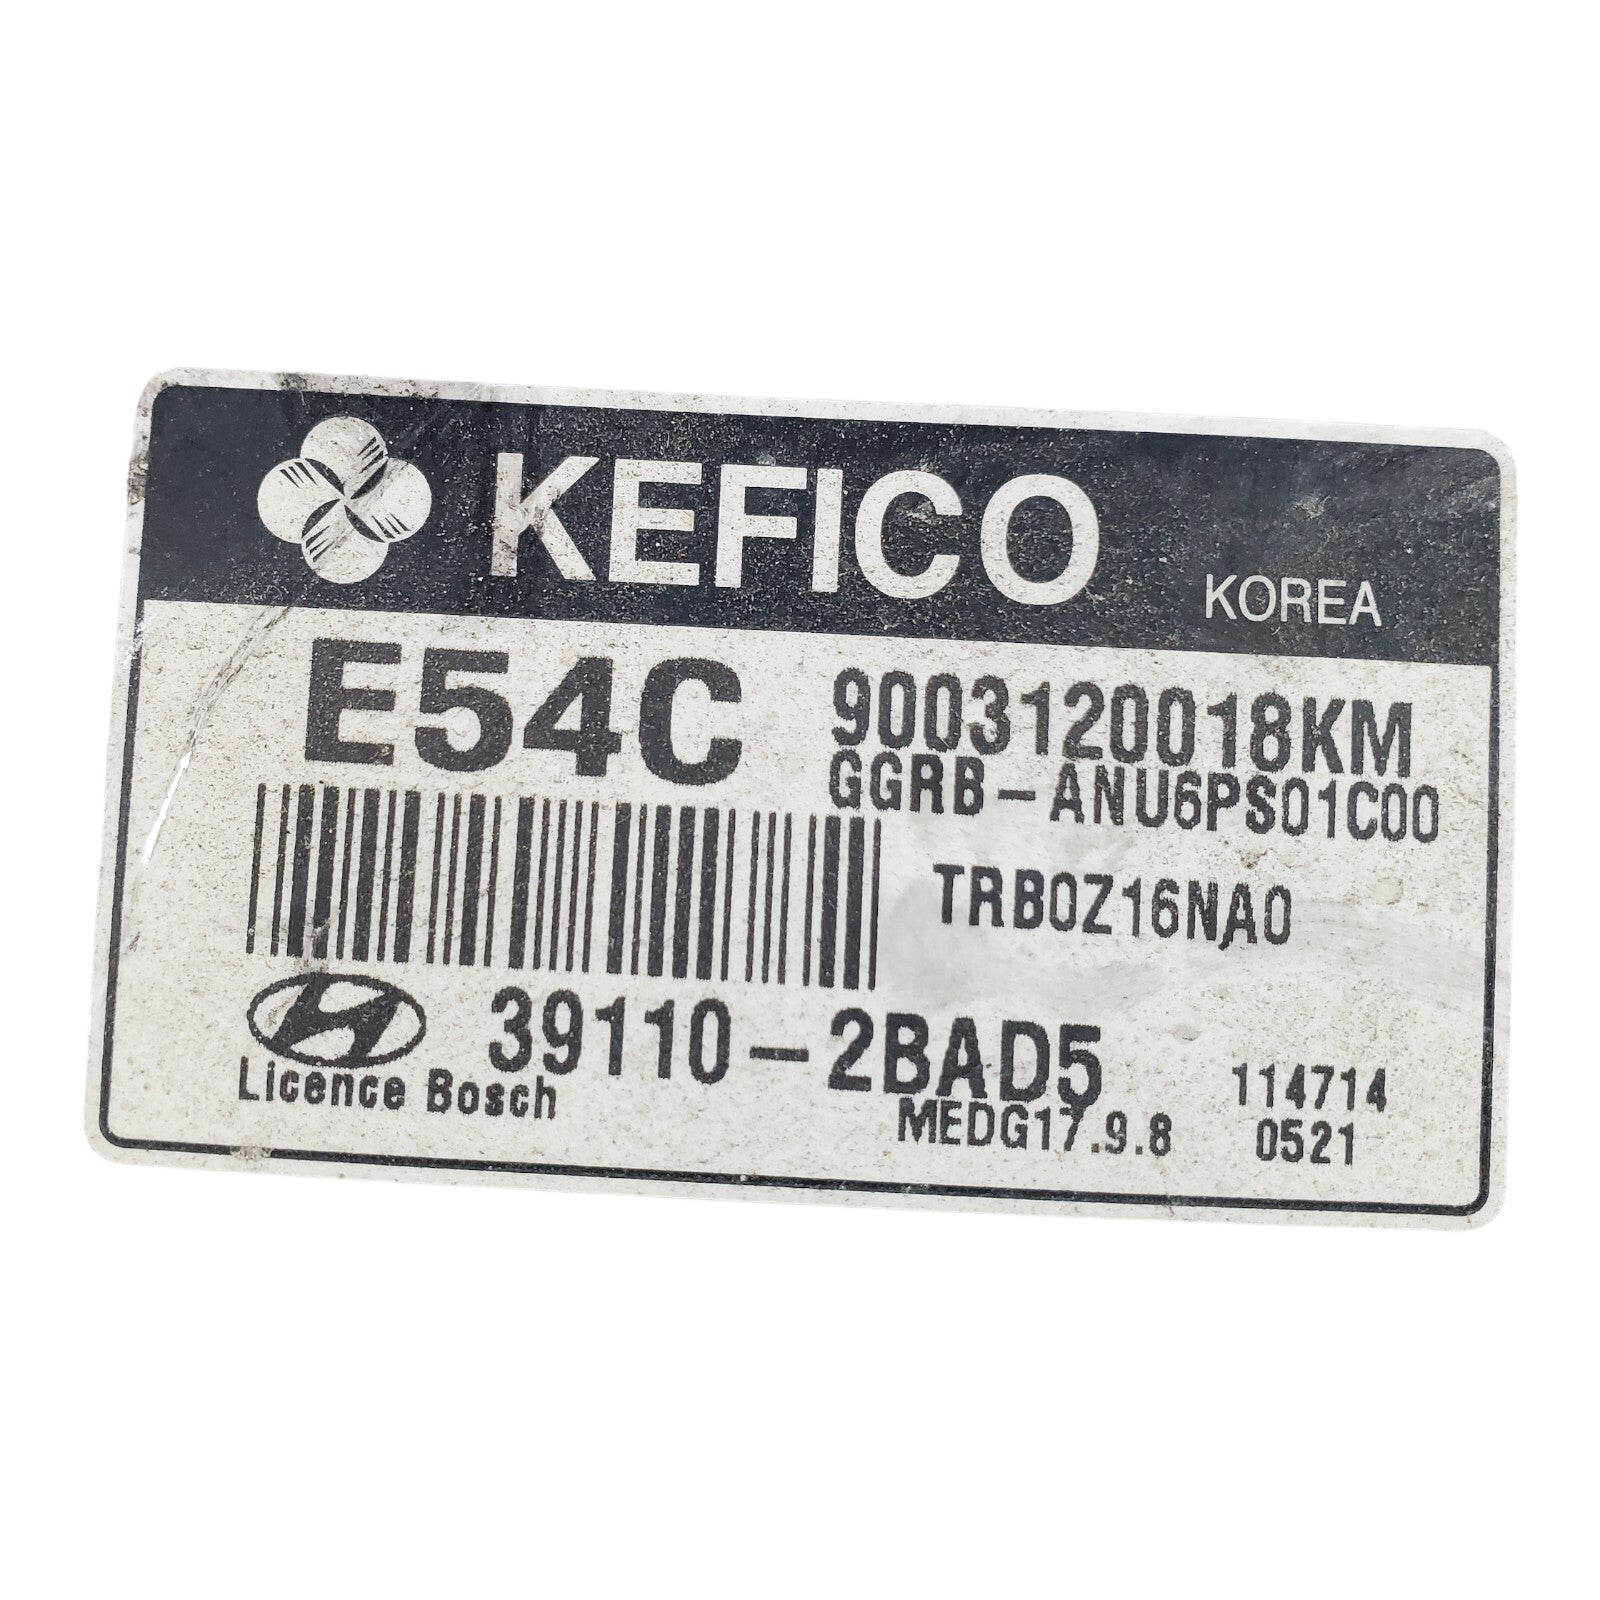 KEFICO KOREA
E54C 9003120018KM
GGRB-ANU6PS01C00
TRB0Z16NA0
39110-2BAD5
Licence Bosch MEDG17.9.8 114714
0521